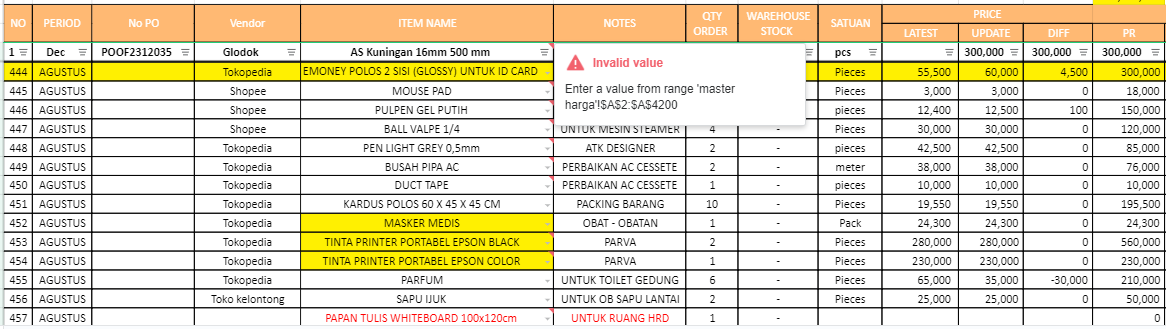 NO PERIOD No PO Vendor ITEM NAME NOTES QTY ORDER WAREHOUSE STOCK SATUAN PRICE
LATEST UPDATE DIFF PR
1 Dec POOF2312035 Glodok AS Kuningan 16mm 500 mm pcs 300,000 300,000 300,000
444 AGUSTUS Tokopedia EMONEY POLOS 2 SISI (GLOSSY) UNTUK ID CARD Pieces 55,500 60,000 4,500 300,000
Invalid value
Enter a value from range 'master
harga'!$A$2:$A$4200
445 AGUSTUS Shopee MOUSE PAD Pieces 3,000 3,000 0 18,000
446 AGUSTUS Shopee PULPEN GEL PUTIH pieces 12,400 12,500 100 150,000
447 AGUSTUS Shopee BALL VALPE 1/4 UNTUK MESIN STEAMER 4 - Pieces 30,000 30,000 0 120,000
448 AGUSTUS Tokopedia PEN LIGHT GREY 0,5mm ATK DESIGNER 2 - pieces 42,500 42,500 0 85,000
449 AGUSTUS Tokopedia BUSAH PIPA AC PERBAIKAN AC CESSETE 2 - meter 38,000 38,000 0 76,000
450 AGUSTUS Tokopedia DUCT TAPE PERBAIKAN AC CESSETE 1 - pieces 10,000 10,000 0 10,000
451 AGUSTUS Tokopedia KARDUS POLOS 60 X 45 X 45 CM PACKING BARANG 10 - Pieces 19,550 19,550 0 195,500
452 AGUSTUS Tokopedia MASKER MEDIS OBAT - OBATAN 1 - Pack 24,300 24,300 0 24,300
453 AGUSTUS Tokopedia TINTA PRINTER PORTABEL EPSON BLACK PARVA 2 - Pieces 280,000 280,000 0 560,000
454 AGUSTUS Tokopedia TINTA PRINTER PORTABEL EPSON COLOR PARVA 1 - Pieces 230,000 230,000 0 230,000
455 AGUSTUS Tokopedia PARFUM UNTUK TOILET GEDUNG 6 - Pieces 65,000 35,000 -30,000 210,000
456 AGUSTUS Toko kelontong SAPU IJUK UNTUK OB SAPU LANTAI 2 - Pieces 25,000 25,000 0 50,000
457 AGUSTUS PAPAN TULIS WHITEBOARD 100x120cm UNTUK RUANG HRD 1 - 0